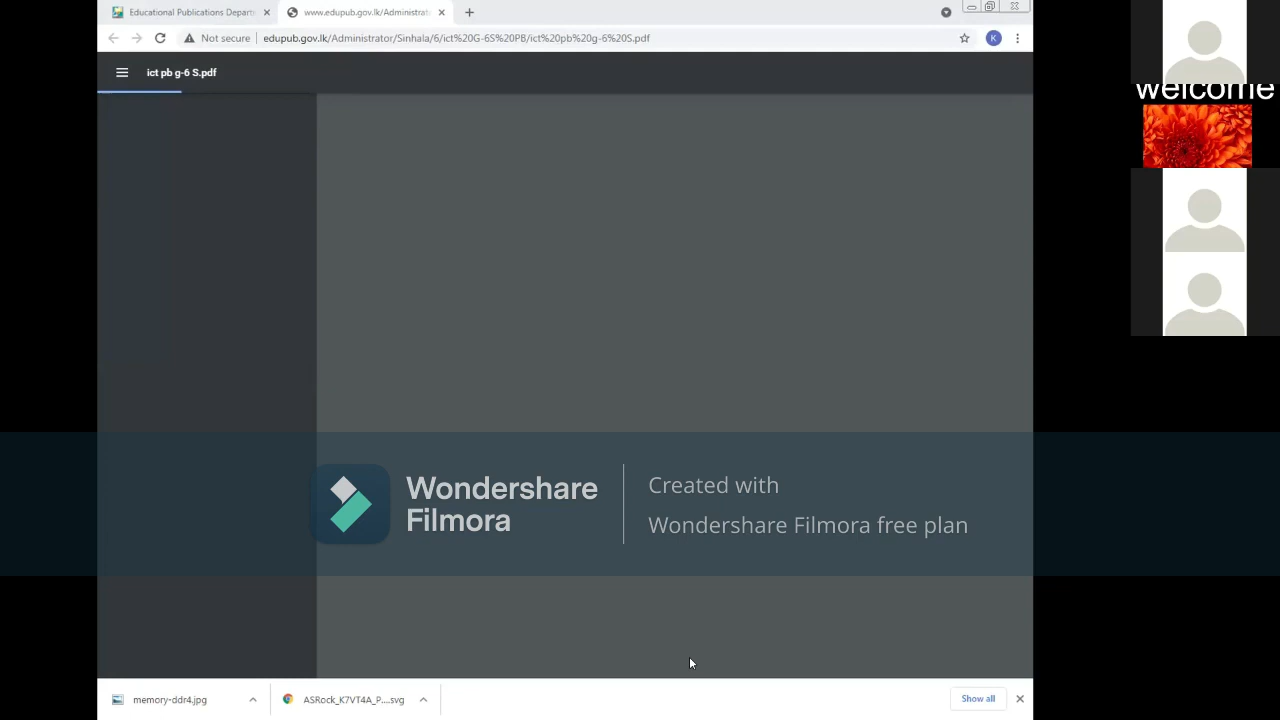 Educational Publications Depart
www.edupub.gov.lk/Administrat
Not secure
edupub.gov.lk/Administrator/Sinhala/6/ict%20G-6S%20PB/ict%20pb%20g-6%20S.pdf
K
ict pb g-6 S.pdf
welcome
Wondershare
Filmora
Created with
Wondershare Filmora free plan
memory-ddr4.jpg
ASRock_K7VT4A_P....svg
Show all